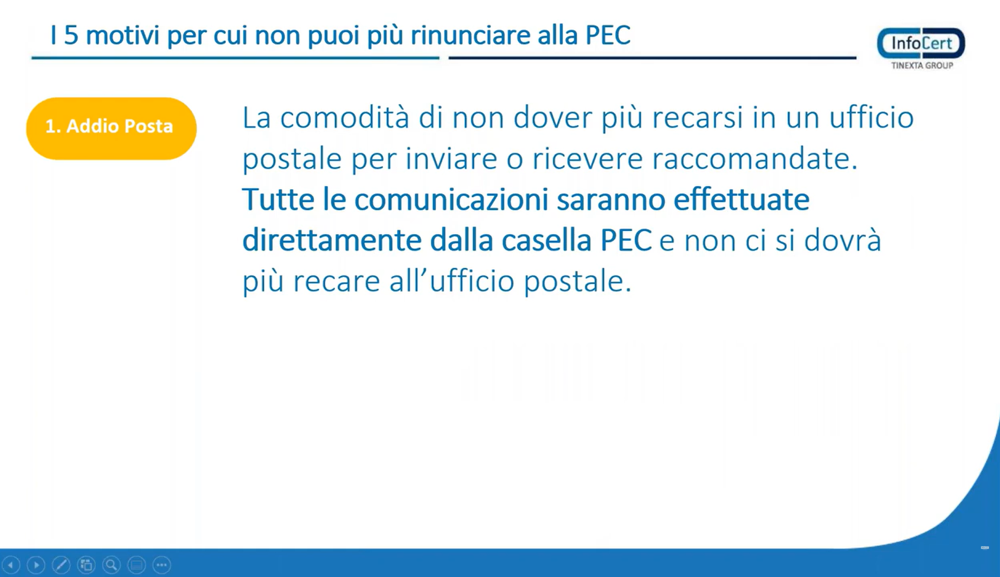 I 5 motivi per cui non puoi più rinunciare alla PEC
InfoCert
TINEXTA GROUP
1. Addio Posta
La comodità di non dover più recarsi in un ufficio
postale per inviare o ricevere raccomandate.
Tutte le comunicazioni saranno effettuate
direttamente dalla casella PEC e non ci si dovrà
più recare all’ufficio postale.